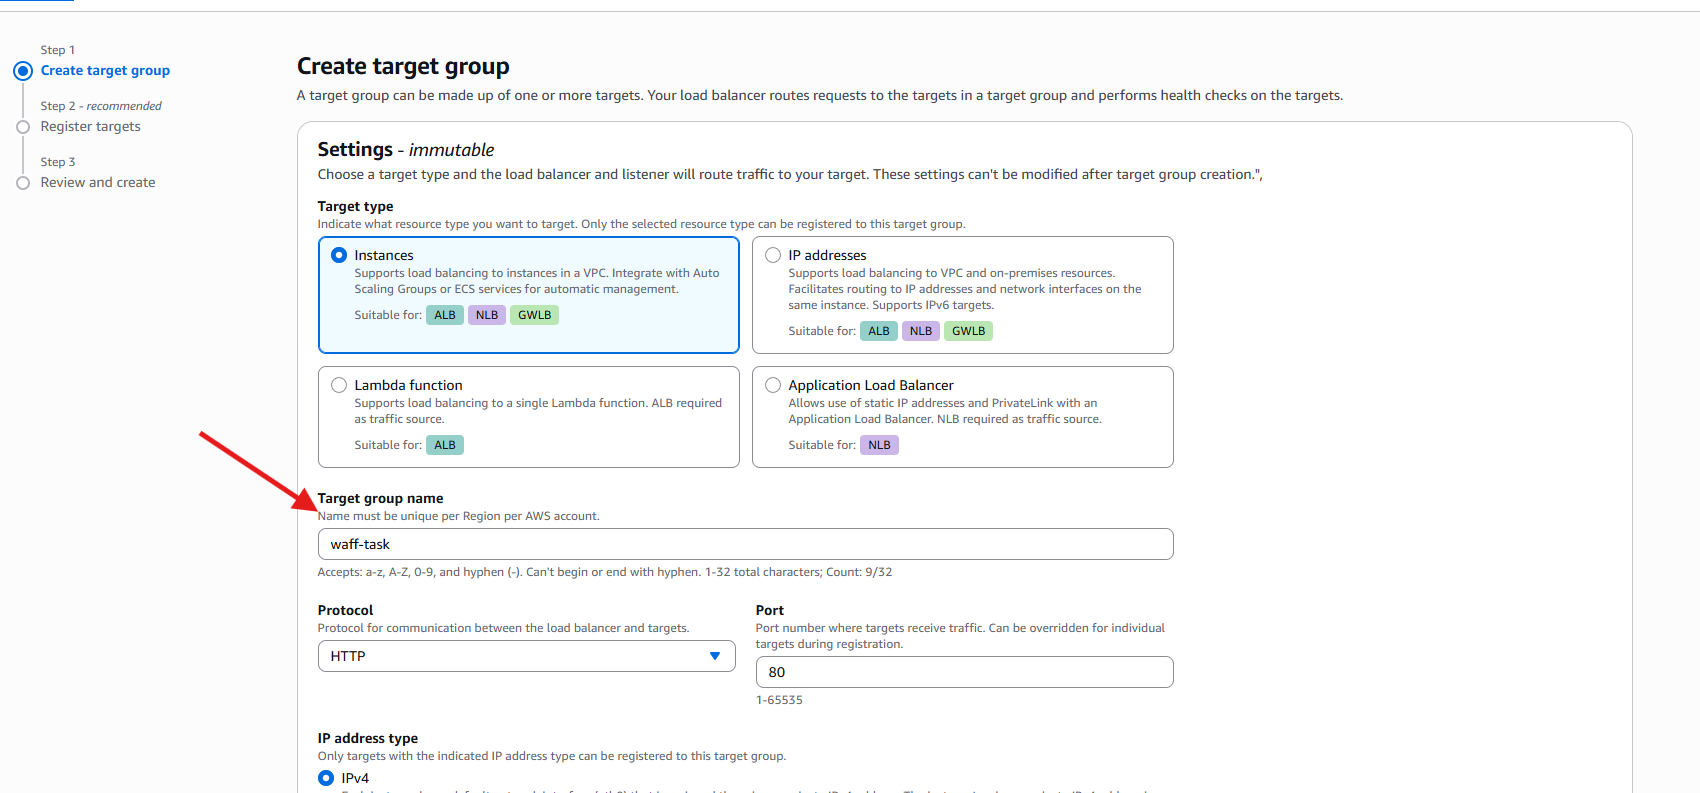 Step 1
Create target group
Step 2 - recommended
Register targets
Step 3
Review and create
Create target group
A target group can be made up of one or more targets. Your load balancer routes requests to the targets in a target group and performs health checks on the targets.
Settings - immutable
Choose a target type and the load balancer and listener will route traffic to your target. These settings can't be modified after target group creation.",
Target type
Indicate what resource type you want to target. Only the selected resource type can be registered to this target group.
Instances
Supports load balancing to instances in a VPC. Integrate with Auto
Scaling Groups or ECS services for automatic management.
Suitable for: ALB NLB GWLB
IP addresses
Supports load balancing to VPC and on-premises resources.
Facilitates routing to IP addresses and network interfaces on the
same instance. Supports IPv6 targets.
Suitable for: ALB NLB GWLB
Lambda function
Supports load balancing to a single Lambda function. ALB required
as traffic source.
Suitable for: ALB
Application Load Balancer
Allows use of static IP addresses and PrivateLink with an
Application Load Balancer. NLB required as traffic source.
Suitable for: NLB
Target group name
Name must be unique per Region per AWS account.
waff-task
Accepts: a-z, A-Z, 0-9, and hyphen (-). Can't begin or end with hyphen. 1-32 total characters; Count: 9/32
Protocol
Protocol for communication between the load balancer and targets.
HTTP
Port
Port number where targets receive traffic. Can be overridden for individual
targets during registration.
80
1-65535
IP address type
Only targets with the indicated IP address type can be registered to this target group.
IPv4